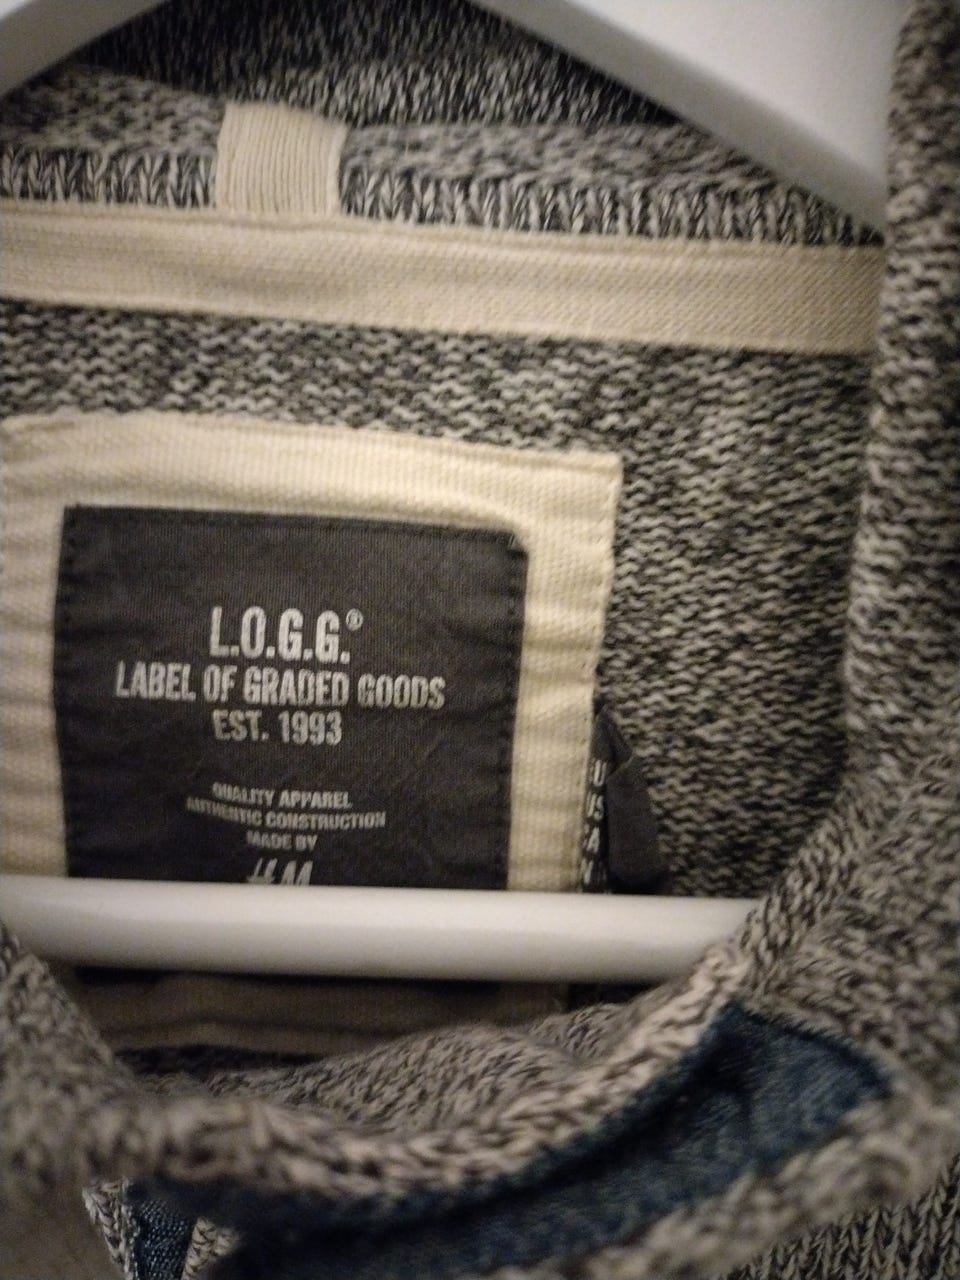 L.O.G.G.®
LABEL OF GRADED GOODS
EST. 1993
QUALITY APPAREL
AUTHENTIC CONSTRUCTION
MADE BY